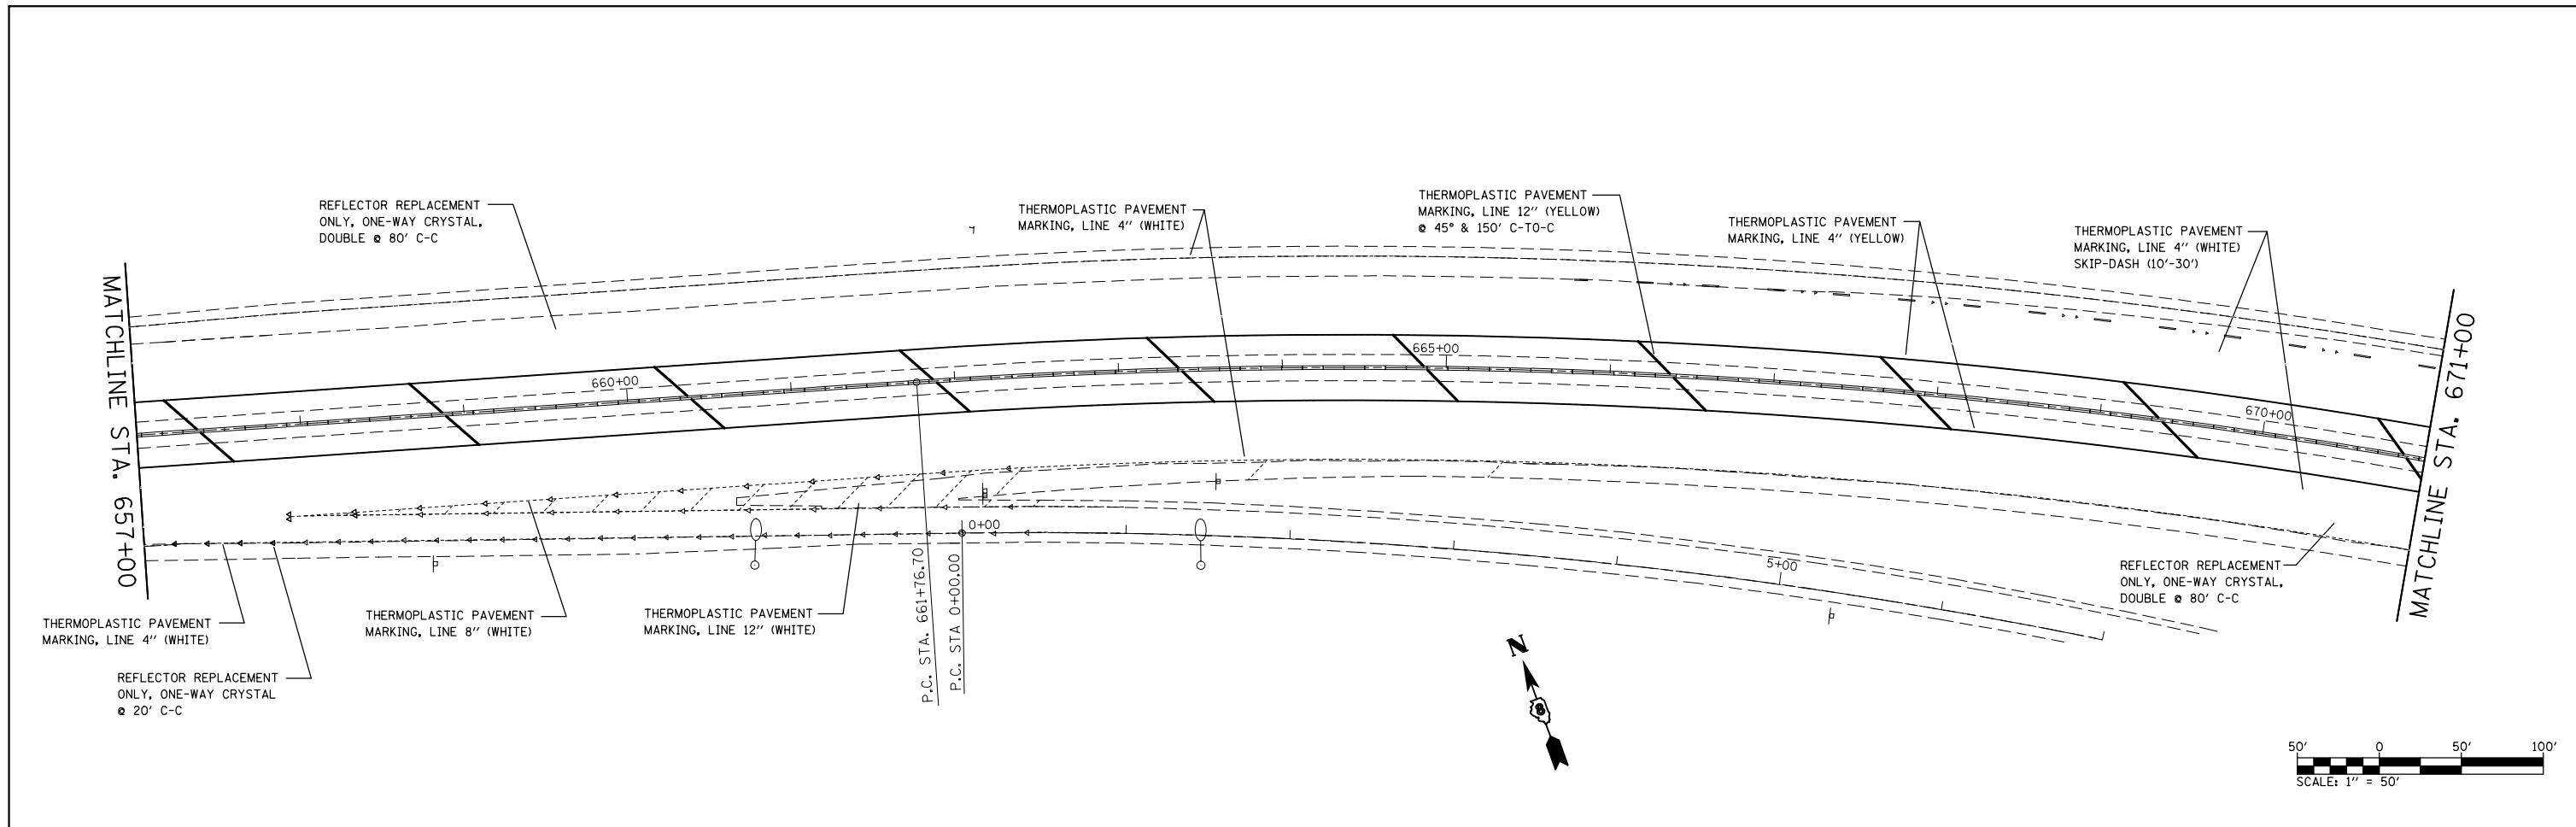 REFLECTOR REPLACEMENT
ONLY, ONE-WAY CRYSTAL,
DOUBLE @ 80' C-C
THERMOPLASTIC PAVEMENT
MARKING, LINE 4" (WHITE)
THERMOPLASTIC PAVEMENT
MARKING, LINE 12" (YELLOW)
@ 45° & 150' C-TO-C
THERMOPLASTIC PAVEMENT
MARKING, LINE 4" (YELLOW)
THERMOPLASTIC PAVEMENT
MARKING, LINE 4" (WHITE)
SKIP-DASH (10'-30')
MATCHLINE STA. 657+00
660+00
665+00
670+00
MATCHLINE STA. 671+00
0+00
5+00
P.C. STA. 661+76.70
P.C. STA 0+00.00
THERMOPLASTIC PAVEMENT
MARKING, LINE 4" (WHITE)
THERMOPLASTIC PAVEMENT
MARKING, LINE 8" (WHITE)
THERMOPLASTIC PAVEMENT
MARKING, LINE 12" (WHITE)
REFLECTOR REPLACEMENT
ONLY, ONE-WAY CRYSTAL,
DOUBLE @ 80' C-C
REFLECTOR REPLACEMENT
ONLY, ONE-WAY CRYSTAL
@ 20' C-C
N
8
50' 0 50' 100'
SCALE: 1" = 50'